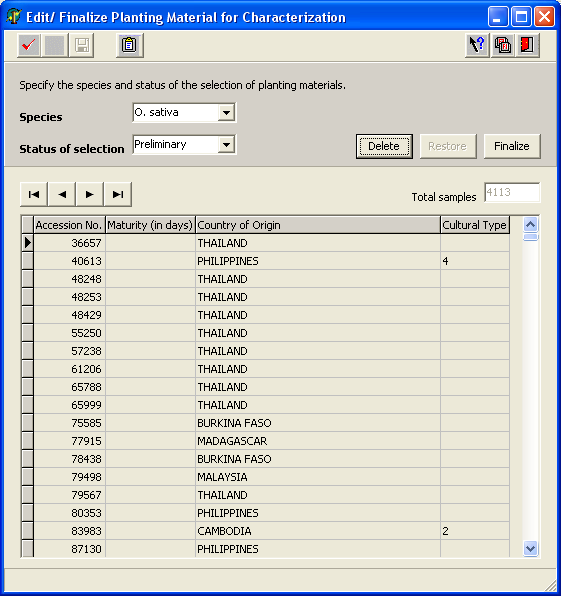 Edit/ Finalize Planting Material for Characterization
Specify the species and status of the selection of planting materials.
Species O. sativa
Status of selection Preliminary Delete Restore Finalize
Total samples 4113
Accession No. Maturity (in days) Country of Origin Cultural Type
36657 THAILAND
40613 PHILIPPINES 4
48248 THAILAND
48253 THAILAND
48429 THAILAND
55250 THAILAND
57238 THAILAND
61206 THAILAND
65788 THAILAND
65999 THAILAND
75585 BURKINA FASO
77915 MADAGASCAR
78438 BURKINA FASO
79498 MALAYSIA
79567 THAILAND
80353 PHILIPPINES
83983 CAMBODIA 2
87130 PHILIPPINES